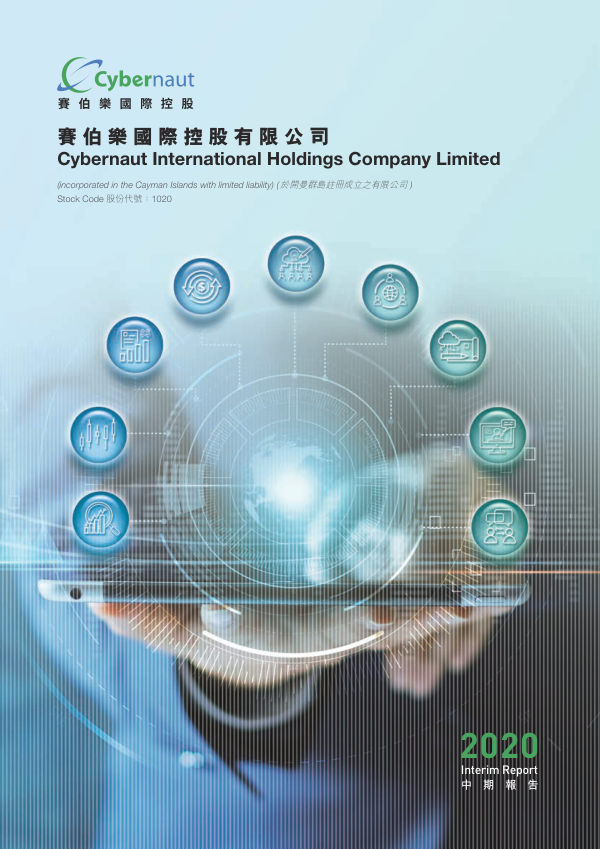 Cybernaut
賽伯樂國際控股
賽伯樂國際控股有限公司
Cybernaut International Holdings Company Limited
(incorporated in the Cayman Islands with limited liability) (於開曼群島註冊成立之有限公司)
Stock Code 股份代號：1020
2020
Interim Report
中期報告